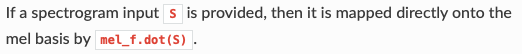 If a spectrogram input S is provided, then it is mapped directly onto the
mel basis by mel_f.dot(S).